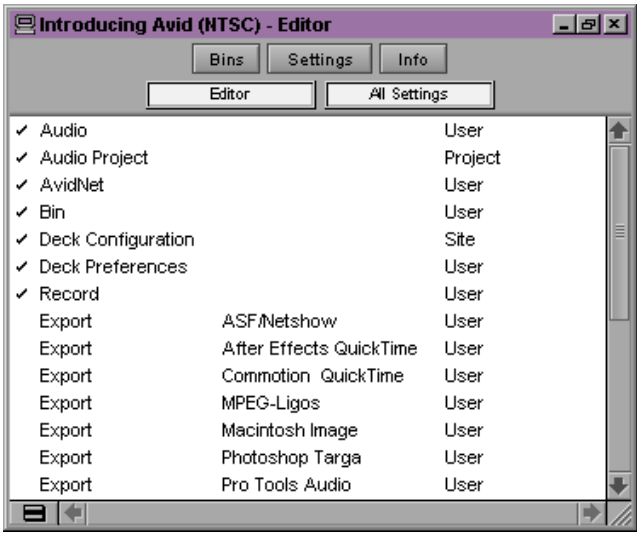 Introducing Avid (NTSC) - Editor
Bins Settings Info
Editor All Settings
✓ Audio User
✓ Audio Project Project
✓ AvidNet User
✓ Bin User
✓ Deck Configuration Site
✓ Deck Preferences User
✓ Record User
Export ASF/Netshow User
Export After Effects QuickTime User
Export Commotion QuickTime User
Export MPEG-Ligos User
Export Macintosh Image User
Export Photoshop Targa User
Export Pro Tools Audio User